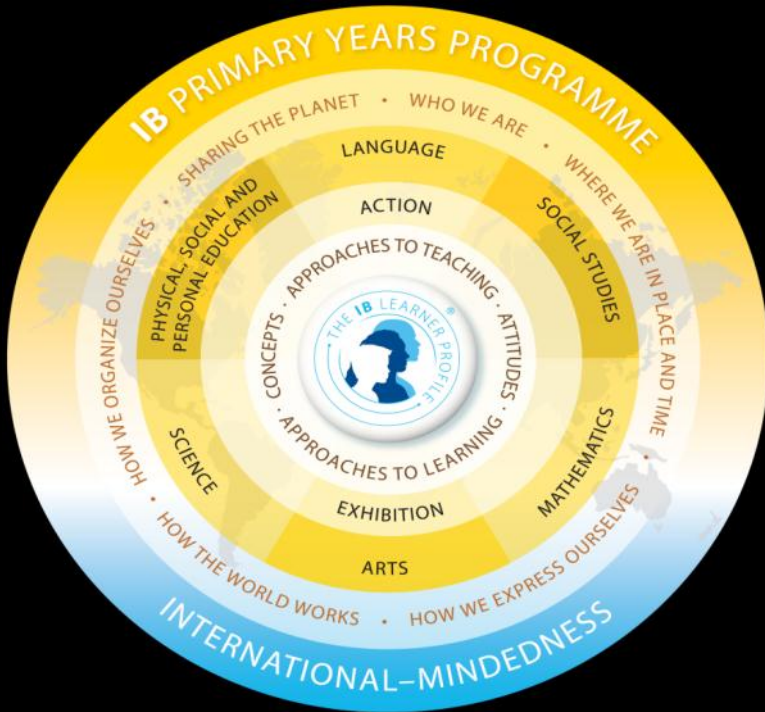 IB PRIMARY YEARS PROGRAMME
SHARING THE PLANET • WHO WE ARE • WHERE WE ARE IN PLACE AND TIME • HOW WE EXPRESS OURSELVES • HOW THE WORLD WORKS • HOW WE ORGANIZE OURSELVES •
LANGUAGE
SOCIAL STUDIES
MATHEMATICS
ARTS
SCIENCE
PHYSICAL, SOCIAL AND
PERSONAL EDUCATION
ACTION
EXHIBITION
APPROACHES TO TEACHING · ATTITUDES · APPROACHES TO LEARNING · CONCEPTS ·
THE IB LEARNER PROFILE ®
INTERNATIONAL–MINDEDNESS